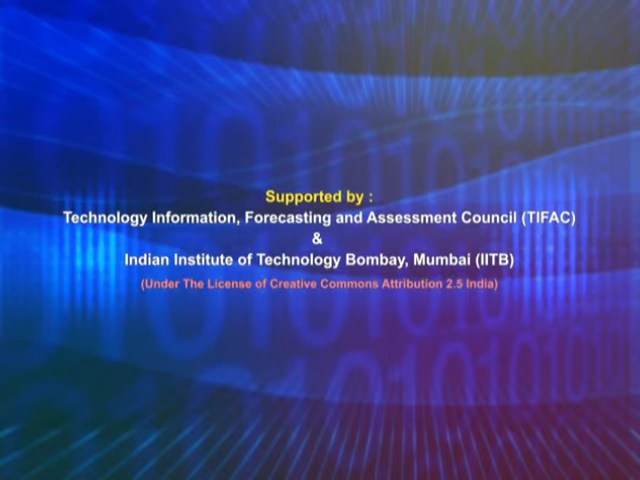 Supported by :
Technology Information, Forecasting and Assessment Council (TIFAC)
&
Indian Institute of Technology Bombay, Mumbai (IITB)
(Under The License of Creative Commons Attribution 2.5 India)